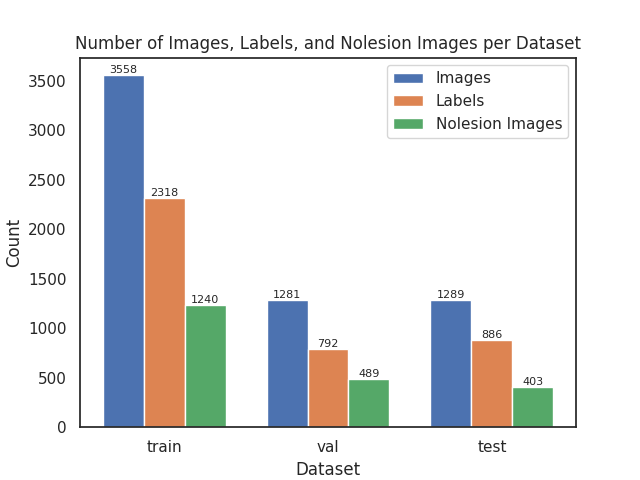 Number of Images, Labels, and Nolesion Images per Dataset
Images
Labels
Nolesion Images
Count
3500
3000
2500
2000
1500
1000
500
0
3558
2318
1240
1281
792
489
1289
886
403
train
val
test
Dataset